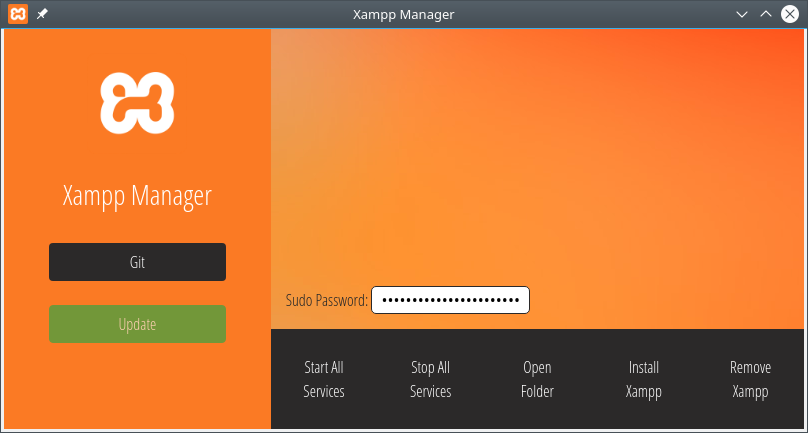 Xampp Manager
Xampp Manager
Git
Update
Sudo Password: •••••••••••••••••••••••
Start All
Services
Stop All
Services
Open
Folder
Install
Xampp
Remove
Xampp